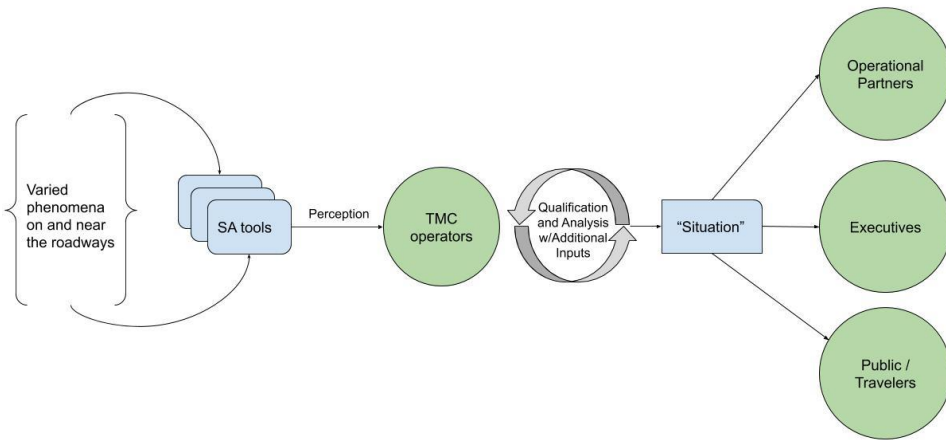 Varied
phenomena
on and near
the roadways
SA tools
Perception
TMC
operators
Qualification
and Analysis
w/Additional
Inputs
“Situation”
Operational
Partners
Executives
Public /
Travelers